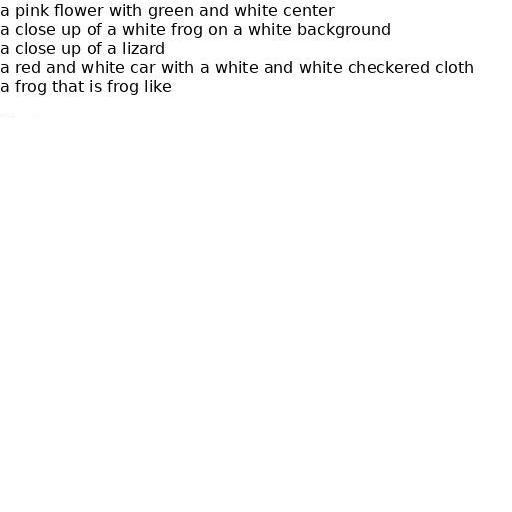 a pink flower with green and white center
a close up of a white frog on a white background
a close up of a lizard
a red and white car with a white and white checkered cloth
a frog that is frog like